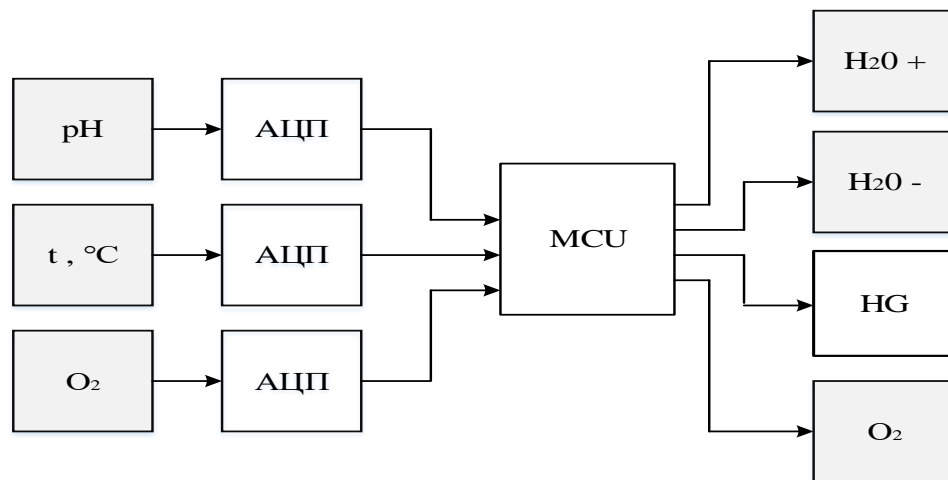 pH
АЦП
t , °C
АЦП
O₂
АЦП
MCU
H₂0 +
H₂0 -
HG
O₂